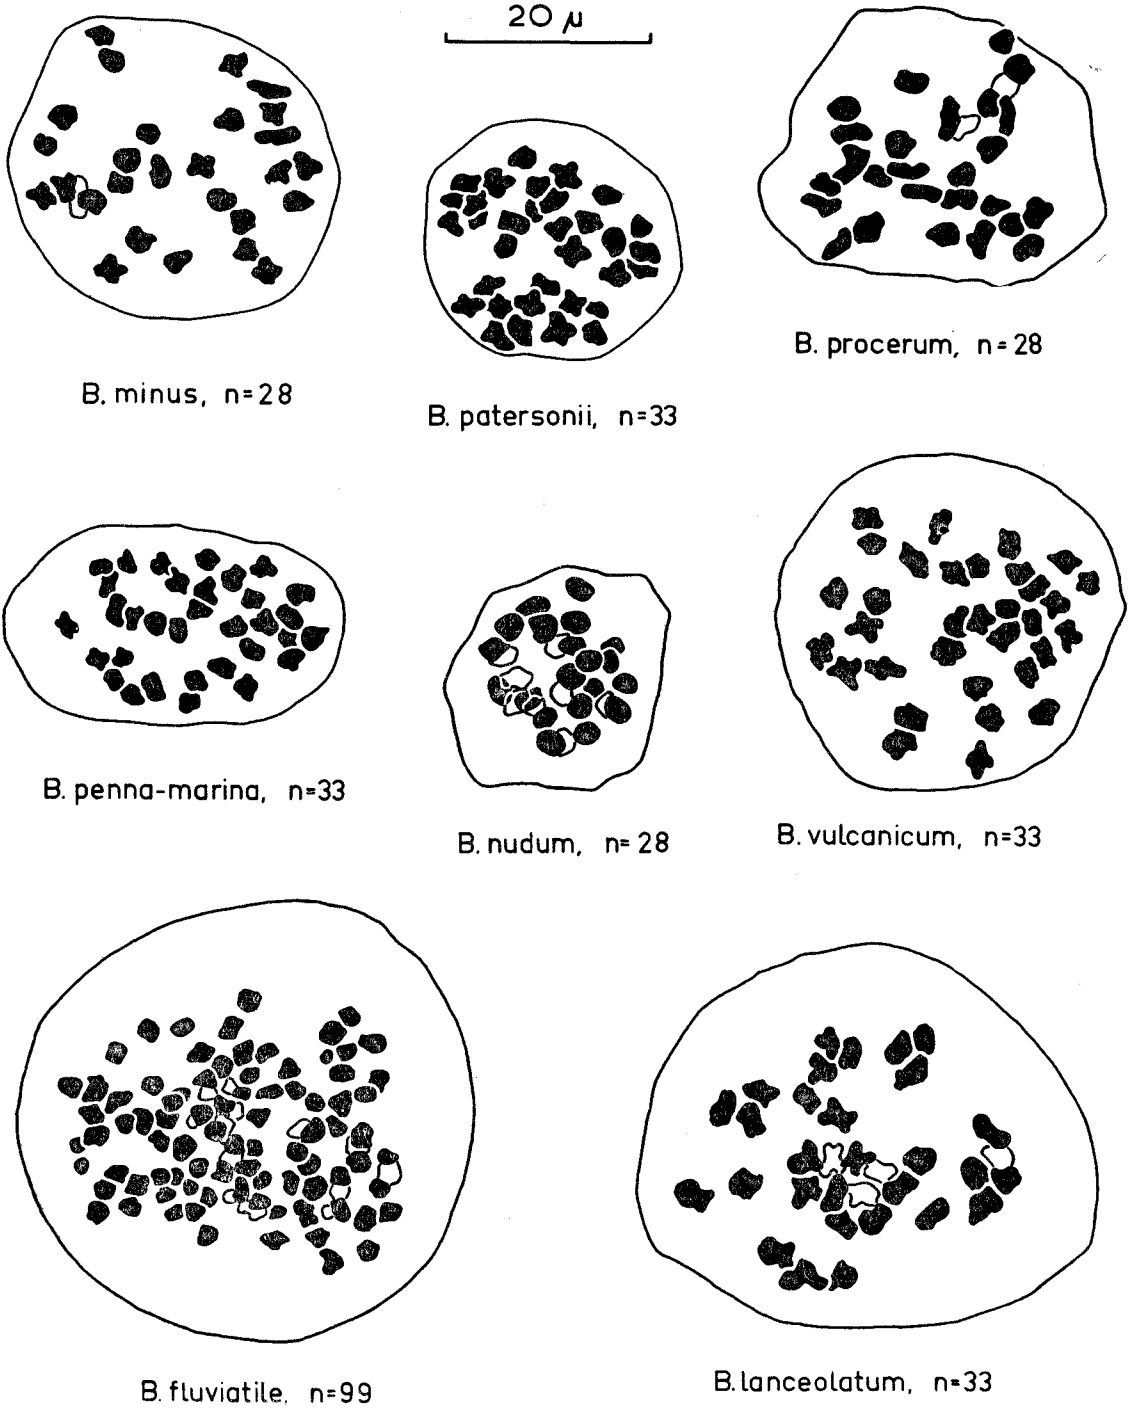 20 μ
B. minus, n=28
B. patersonii, n=33
B. procerum, n=28
B. penna-marina, n=33
B. nudum, n=28
B. vulcanicum, n=33
B. fluviatile, n=99
B. lanceolatum, n=33